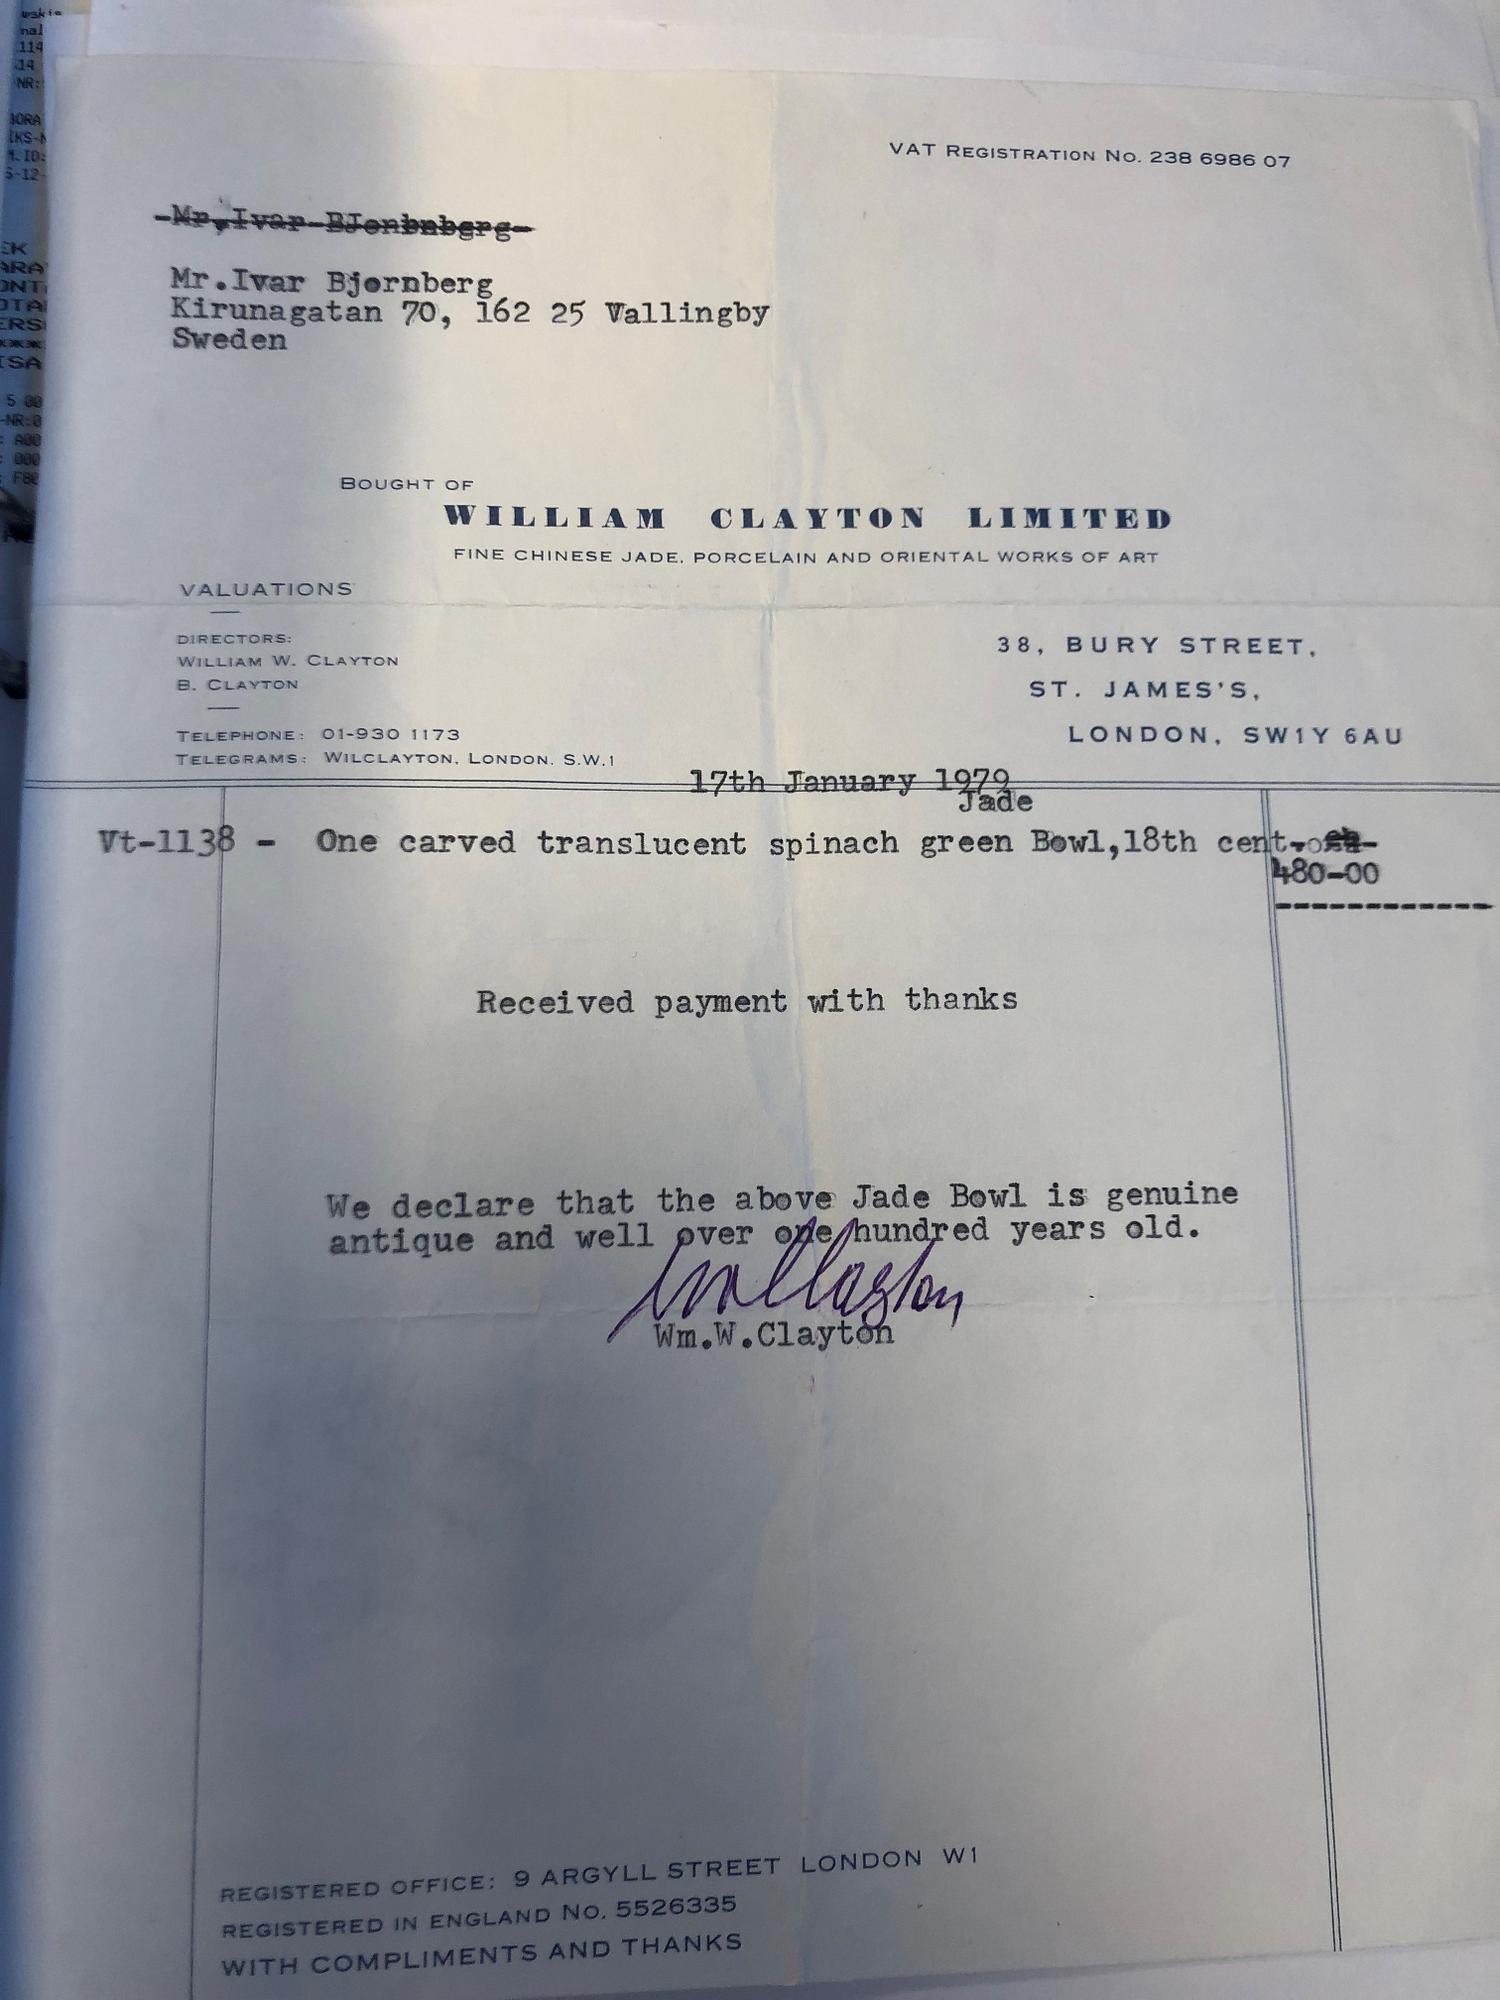 VAT REGISTRATION No. 238 6986 07
Mr. Ivar
Mr.Ivar Bjornberg
Kirunagatan 70, 162 25 Vallingby
Sweden
BOUGHT OF
WILLIAM CLAYTON LIMITED
FINE CHINESE JADE, PORCELAIN AND ORIENTAL WORKS OF ART
VALUATIONS
DIRECTORS:
WILLIAM W. CLAYTON
B. CLAYTON
TELEPHONE: 01-930 1173
TELEGRAMS: WILCLAYTON, LONDON. S.W.1
38, BURY STREET,
ST. JAMES'S,
LONDON, SW1Y 6AU
17th January 1979
Jade
Vt-1138 - One carved translucent spinach green Bowl,18th cent.
480-00
Received payment with thanks
We declare that the above Jade Bowl is genuine
antique and well over one hundred years old.
Wm Clayton
Wm.W.Clayton
REGISTERED OFFICE: 9 ARGYLL STREET LONDON W1
REGISTERED IN ENGLAND No. 5526335
WITH COMPLIMENTS AND THANKS